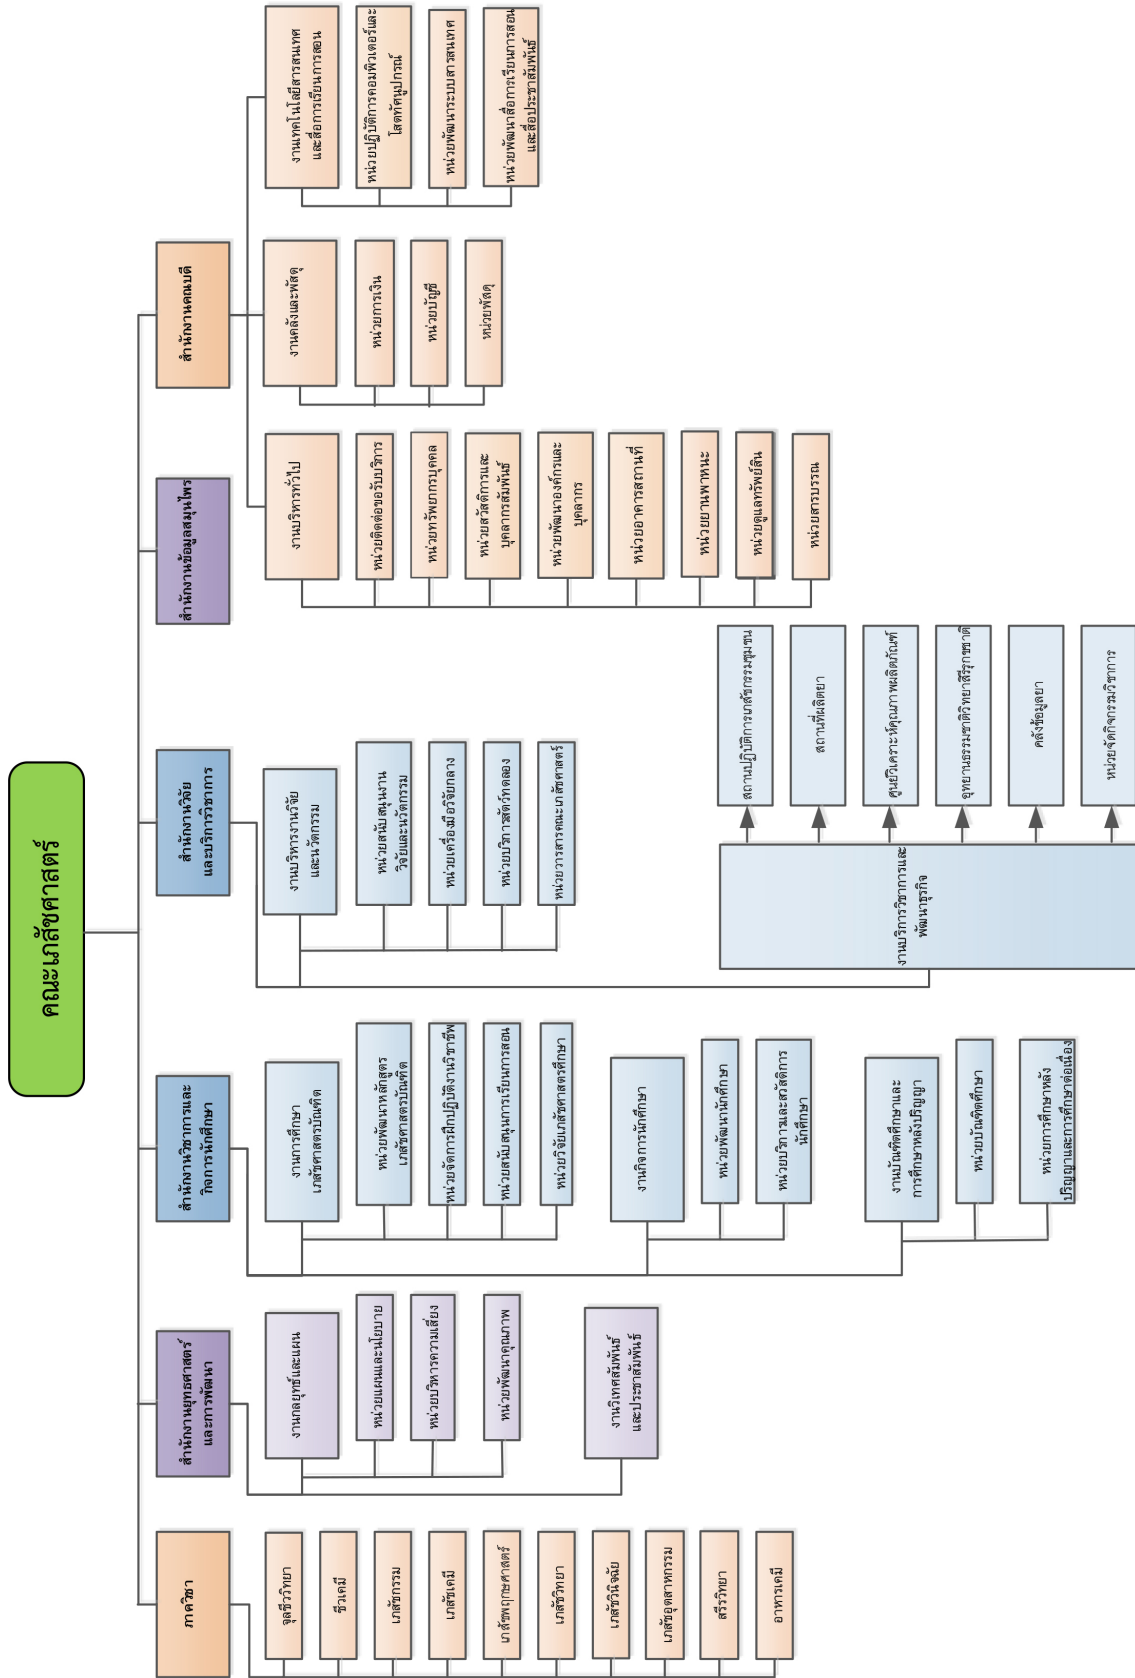 คณะเภสัชศาสตร์
ภาควิชา
จุลชีววิทยา
ชีวเคมี
เภสัชกรรม
เภสัชเคมี
เภสัชพฤกษศาสตร์
เภสัชวิทยา
เภสัชวินิจฉัย
เภสัชอุตสาหกรรม
สรีรวิทยา
อาหารเคมี
สำนักงานยุทธศาสตร์
และการพัฒนา
งานกลยุทธ์และแผน
หน่วยแผนและนโยบาย
หน่วยบริหารความเสี่ยง
หน่วยพัฒนาคุณภาพ
งานวิเทศสัมพันธ์
และประชาสัมพันธ์
สำนักงานวิชาการและ
กิจการนักศึกษา
งานการศึกษา
เภสัชศาสตรบัณฑิต
หน่วยพัฒนาหลักสูตร
เภสัชศาสตรบัณฑิต
หน่วยจัดการฝึกปฏิบัติงานวิชาชีพ
หน่วยสนับสนุนการเรียนการสอน
หน่วยวิจัยเภสัชศาสตรศึกษา
งานกิจการนักศึกษา
หน่วยพัฒนานักศึกษา
หน่วยบริการและสวัสดิการ
นักศึกษา
งานบัณฑิตศึกษาและ
การศึกษาหลังปริญญา
หน่วยบัณฑิตศึกษา
หน่วยการศึกษาหลัง
ปริญญาและการศึกษาต่อเนื่อง
สำนักงานวิจัย
และบริการวิชาการ
งานบริหารงานวิจัย
และนวัตกรรม
หน่วยสนับสนุนงาน
วิจัยและนวัตกรรม
หน่วยเครื่องมือวิจัยกลาง
หน่วยบริการสัตว์ทดลอง
หน่วยวารสารคณะเภสัชศาสตร์
งานบริการวิชาการและ
พัฒนาธุรกิจ
สถานปฏิบัติการเภสัชกรรมชุมชน
สถานที่ผลิตยา
ศูนย์วิเคราะห์คุณภาพผลิตภัณฑ์
อุทยานธรรมชาติวิทยาสิรีรุกขชาติ
คลังข้อมูลยา
หน่วยจัดกิจกรรมวิชาการ
สำนักงานข้อมูลสมุนไพร
สำนักงานคณบดี
งานบริหารทั่วไป
หน่วยติดต่อขอรับบริการ
หน่วยทรัพยากรบุคคล
หน่วยสวัสดิการและ
บุคลากรสัมพันธ์
หน่วยพัฒนาองค์กรและ
บุคลากร
หน่วยอาคารสถานที่
หน่วยยานพาหนะ
หน่วยดูแลทรัพย์สิน
หน่วยสารบรรณ
งานคลังและพัสดุ
หน่วยการเงิน
หน่วยบัญชี
หน่วยพัสดุ
งานเทคโนโลยีสารสนเทศ
และสื่อการเรียนการสอน
หน่วยปฏิบัติการคอมพิวเตอร์และ
โสตทัศนูปกรณ์
หน่วยพัฒนาระบบสารสนเทศ
หน่วยพัฒนาสื่อการเรียนการสอน
และสื่อประชาสัมพันธ์